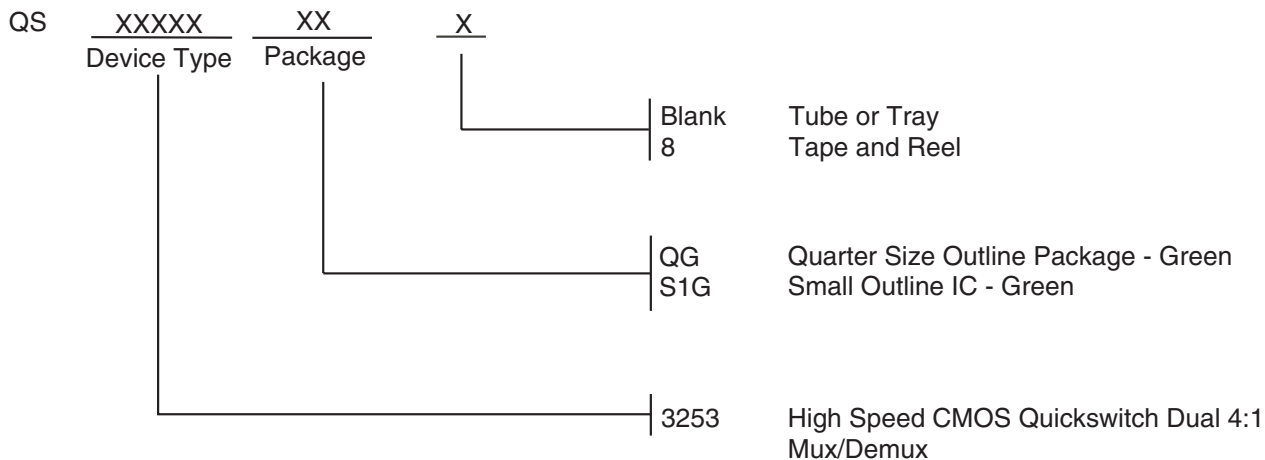 QS XXXXX XX X
Device Type Package
Blank Tube or Tray
8 Tape and Reel
QG Quarter Size Outline Package - Green
S1G Small Outline IC - Green
3253 High Speed CMOS Quickswitch Dual 4:1
Mux/Demux